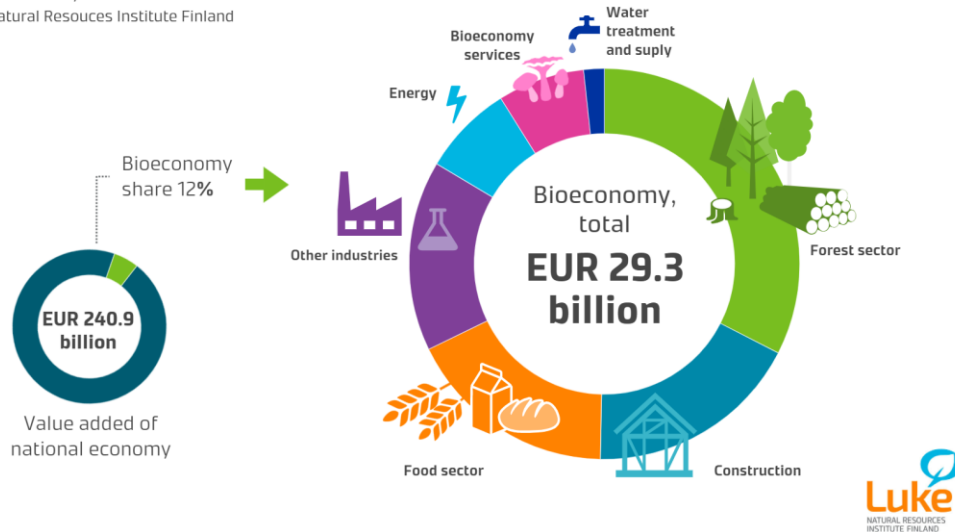 Natural Resouces Institute Finland
Water
treatment
and suply
Bioeconomy
services
Energy
Bioeconomy
share 12%
Other industries
Bioeconomy,
total
EUR 29.3
billion
Forest sector
EUR 240.9
billion
Value added of
national economy
Food sector
Construction
Luke
NATURAL RESOURCES
INSTITUTE FINLAND